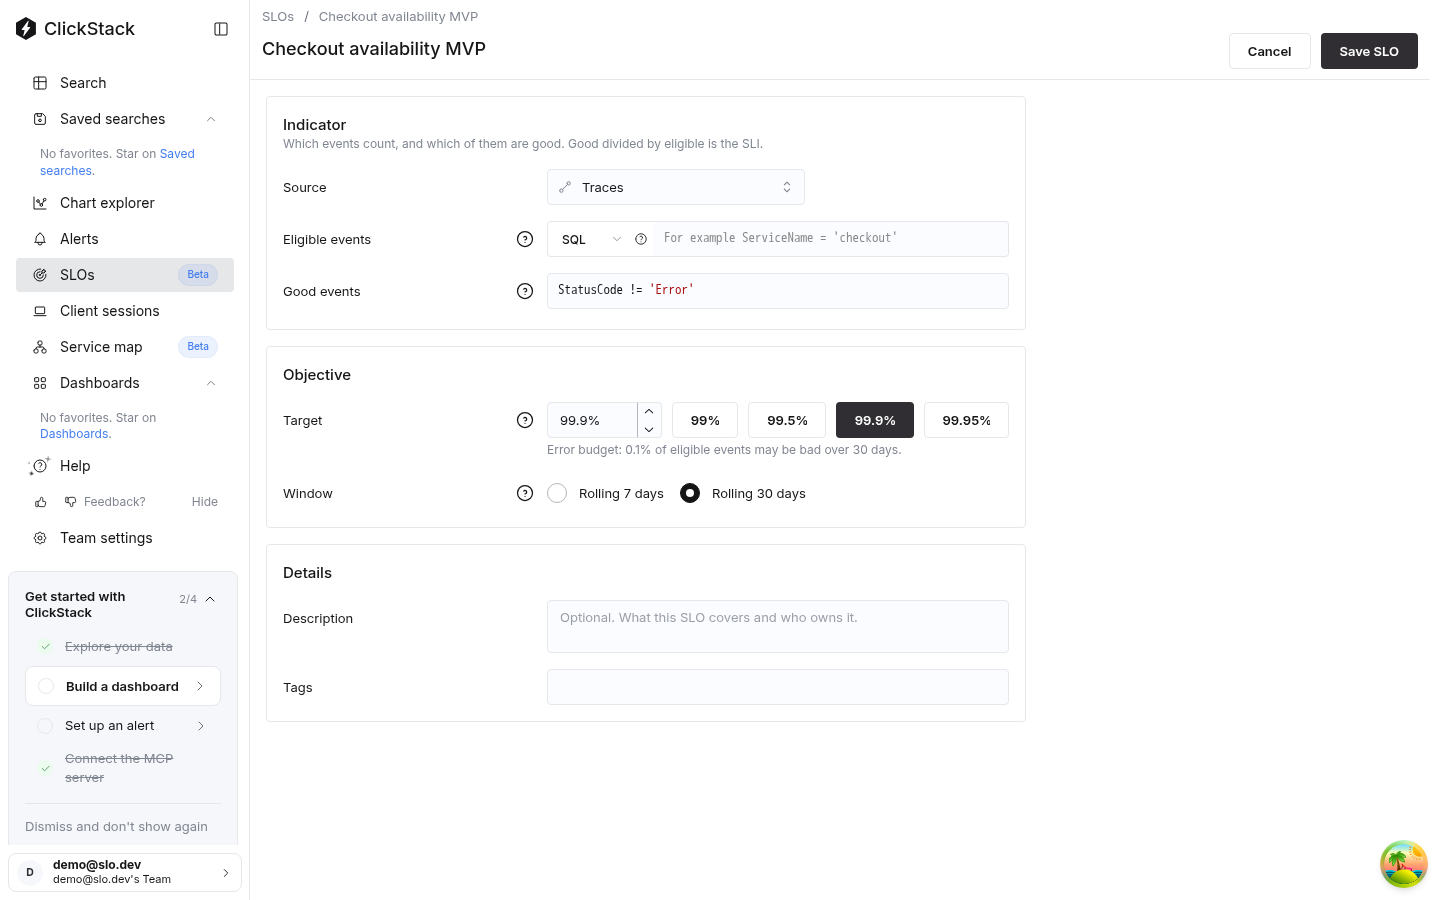 ClickStack
Search
Saved searches
No favorites. Star on Saved
searches.
Chart explorer
Alerts
SLOs
Beta
Client sessions
Service map
Beta
Dashboards
No favorites. Star on
Dashboards.
Help
Feedback?
Hide
Team settings
Get started with
ClickStack
2/4
Explore your data
Build a dashboard
Set up an alert
Connect the MCP
server
Dismiss and don't show again
D
demo@slo.dev
demo@slo.dev's Team
SLOs / Checkout availability MVP
Checkout availability MVP
Cancel
Save SLO
Indicator
Which events count, and which of them are good. Good divided by eligible is the SLI.
Source
Traces
Eligible events
SQL
For example ServiceName = 'checkout'
Good events
StatusCode != 'Error'
Objective
Target
99.9%
99%
99.5%
99.9%
99.95%
Error budget: 0.1% of eligible events may be bad over 30 days.
Window
Rolling 7 days
Rolling 30 days
Details
Description
Optional. What this SLO covers and who owns it.
Tags